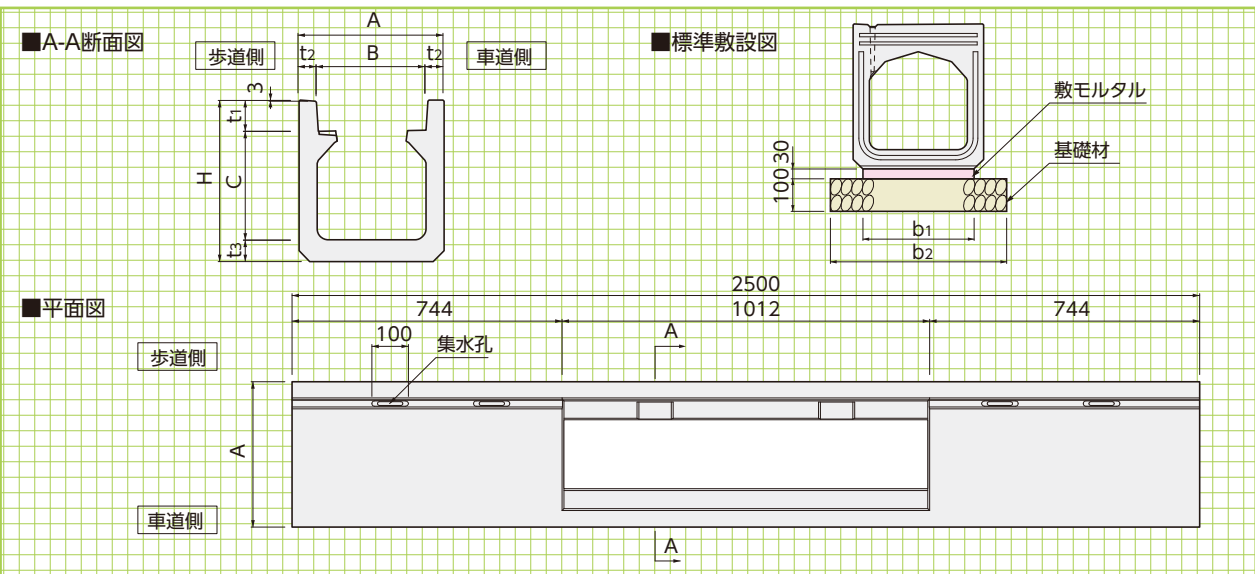 ■A-A断面図
歩道側
車道側
A
t2
B
t2
3
t1
H
C
t3
■標準敷設図
敷モルタル
基礎材
30
100
b1
b2
■平面図
2500
744
1012
744
100
集水孔
A
歩道側
A
車道側
A